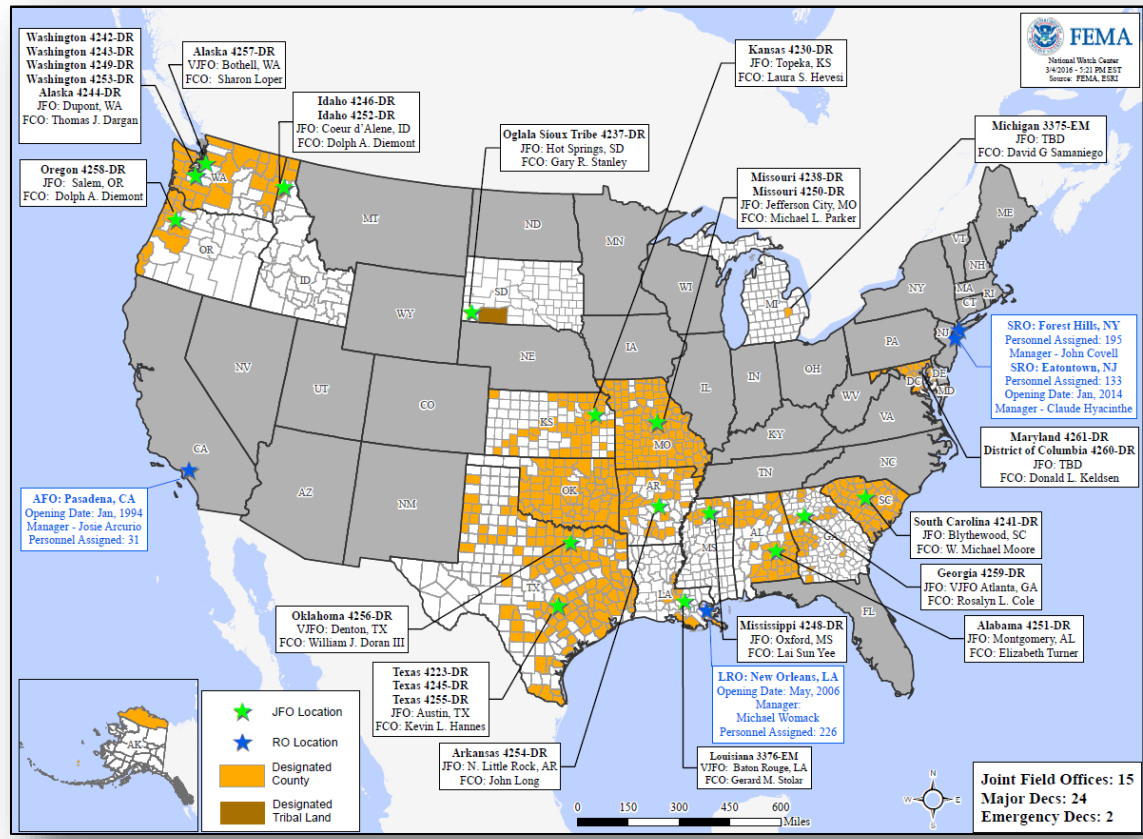 Washington 4242-DR
Washington 4243-DR
Washington 4249-DR
Washington 4253-DR
Alaska 4244-DR
JFO: Dupont, WA
FCO: Thomas J. Dargan
Alaska 4257-DR
VJFO: Bothell, WA
FCO: Sharon Loper
Idaho 4246-DR
Idaho 4252-DR
JFO: Coeur d'Alene, ID
FCO: Dolph A. Diemont
Oregon 4258-DR
JFO: Salem, OR
FCO: Dolph A. Diemont
Oglala Sioux Tribe 4237-DR
JFO: Hot Springs, SD
FCO: Gary R. Stanley
Kansas 4230-DR
JFO: Topeka, KS
FCO: Laura S. Hevesi
Missouri 4238-DR
Missouri 4250-DR
JFO: Jefferson City, MO
FCO: Michael L. Parker
Michigan 3375-EM
JFO: TBD
FCO: David G Samaniego
FEMA
National Watch Center
3/4/2016 - 5:21 PM EST
Source: FEMA, ESRI
WA
OR
ID
MT
ND
SD
WY
NE
MN
WI
MI
IA
NV
UT
CO
CA
AZ
NM
KS
OK
TX
MO
AR
LA
MS
AL
GA
FL
SC
NC
TN
KY
VA
WV
IL
IN
OH
PA
NY
NJ
DE
MD
DC
CT
RI
MA
NH
VT
ME
SRO: Forest Hills, NY
Personnel Assigned: 195
Manager - John Covell
SRO: Eatontown, NJ
Personnel Assigned: 133
Opening Date: Jan, 2014
Manager - Claude Hyacinthe
Maryland 4261-DR
District of Columbia 4260-DR
JFO: TBD
FCO: Donald L. Keldsen
AFO: Pasadena, CA
Opening Date: Jan, 1994
Manager - Josie Arcurio
Personnel Assigned: 31
South Carolina 4241-DR
JFO: Blythewood, SC
FCO: W. Michael Moore
Georgia 4259-DR
JFO: VJFO Atlanta, GA
FCO: Rosalyn L. Cole
Alabama 4251-DR
JFO: Montgomery, AL
FCO: Elizabeth Turner
Mississippi 4248-DR
JFO: Oxford, MS
FCO: Lai Sun Yee
LRO: New Orleans, LA
Opening Date: May, 2006
Manager:
Michael Womack
Personnel Assigned: 226
Louisiana 3376-EM
VJFO: Baton Rouge, LA
FCO: Gerard M. Stolar
Oklahoma 4256-DR
VJFO: Denton, TX
FCO: William J. Doran III
Texas 4223-DR
Texas 4245-DR
Texas 4255-DR
JFO: Austin, TX
FCO: Kevin L. Hannes
Arkansas 4254-DR
JFO: N. Little Rock, AR
FCO: John Long
AK
JFO Location
RO Location
Designated
County
Designated
Tribal Land
0 150 300 450 600
Miles
N
W
E
S
Joint Field Offices: 15
Major Decs: 24
Emergency Decs: 2